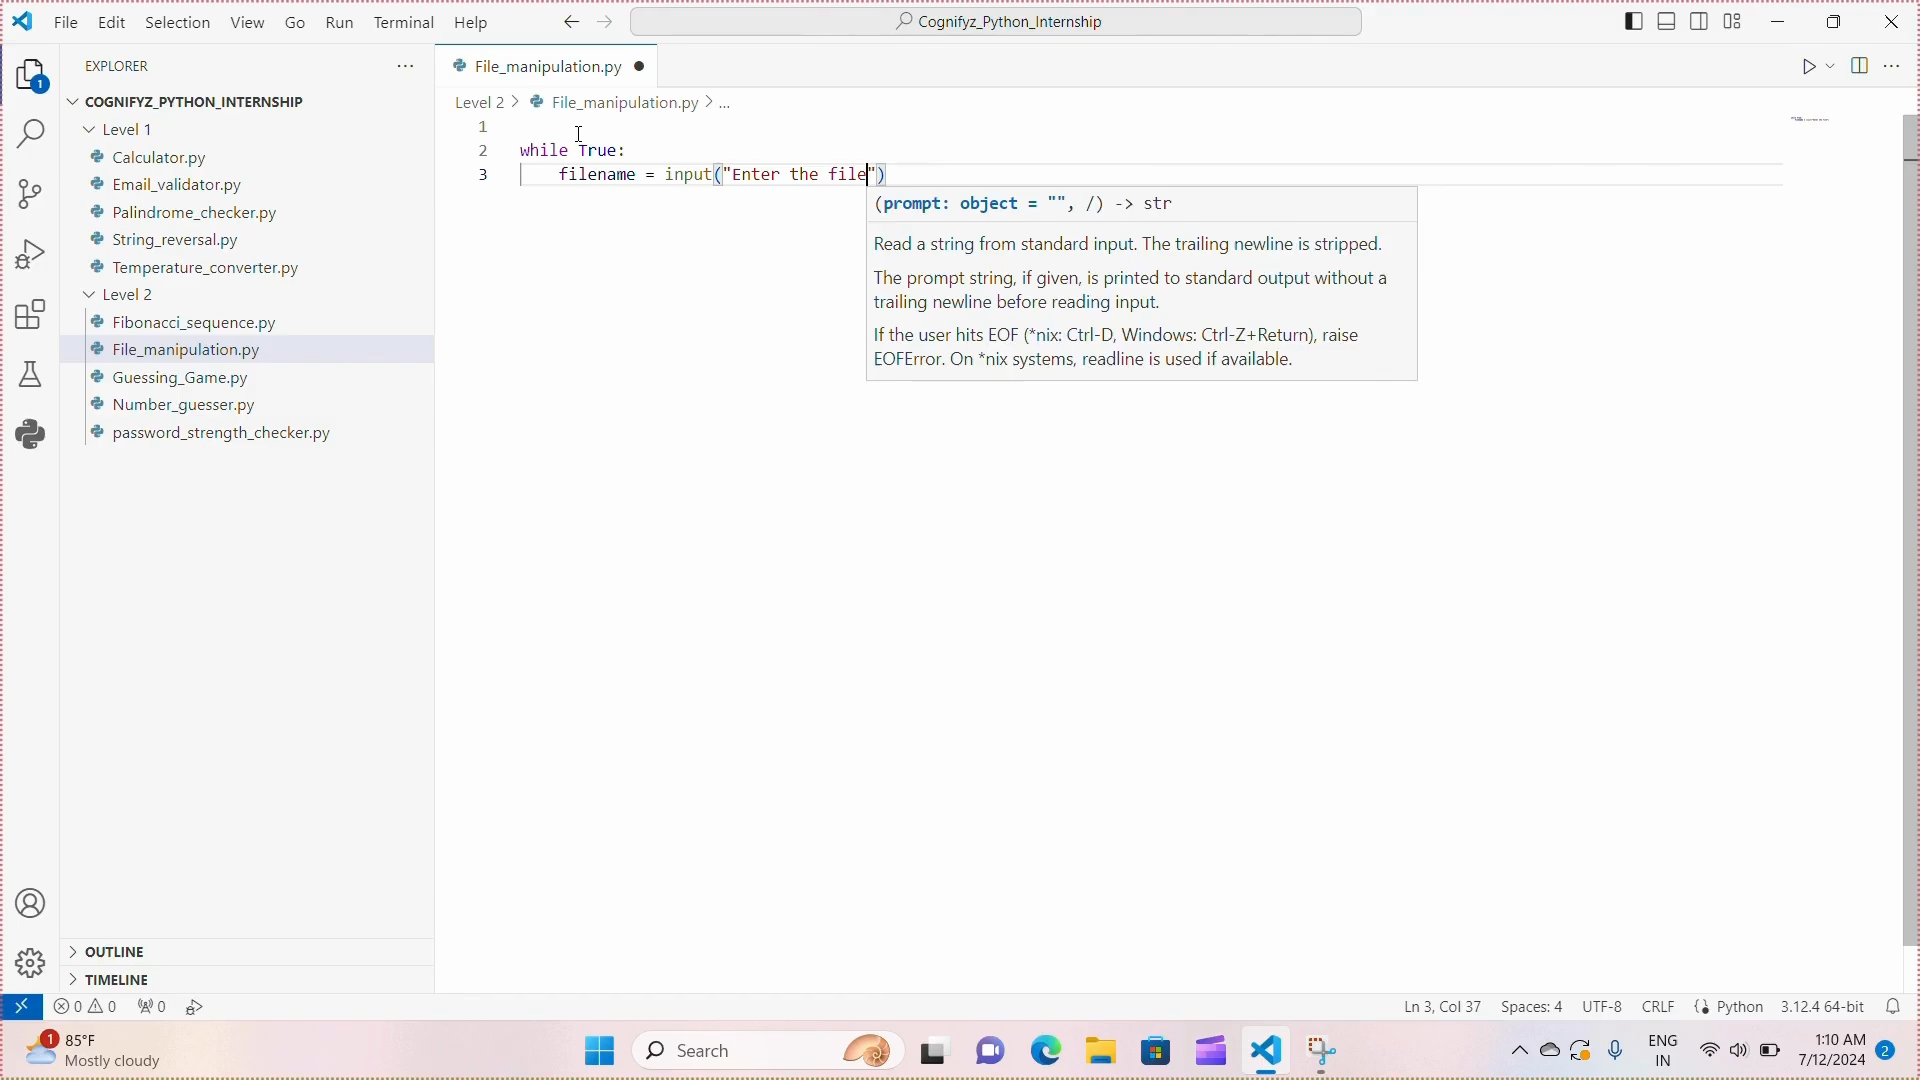 File Edit Selection View Go Run Terminal Help
Cognifyz_Python_Internship
EXPLORER
1
COGNIFYZ_PYTHON_INTERNSHIP
Level 1
Calculator.py
Email_validator.py
Palindrome_checker.py
String_reversal.py
Temperature_converter.py
Level 2
Fibonacci_sequence.py
File_manipulation.py
Guessing_Game.py
Number_guesser.py
password_strength_checker.py
OUTLINE
TIMELINE
File_manipulation.py
Level 2 > File_manipulation.py > ...
1
2 while True:
3 filename = input("Enter the file")
(prompt: object = "", /) -> str
Read a string from standard input. The trailing newline is stripped.
The prompt string, if given, is printed to standard output without a
trailing newline before reading input.
If the user hits EOF (*nix: Ctrl-D, Windows: Ctrl-Z+Return), raise
EOFError. On *nix systems, readline is used if available.
0 0 0
Ln 3, Col 37 Spaces: 4 UTF-8 CRLF Python 3.12.4 64-bit
1 85°F
Mostly cloudy
Search
ENG
IN
1:10 AM
7/12/2024
2